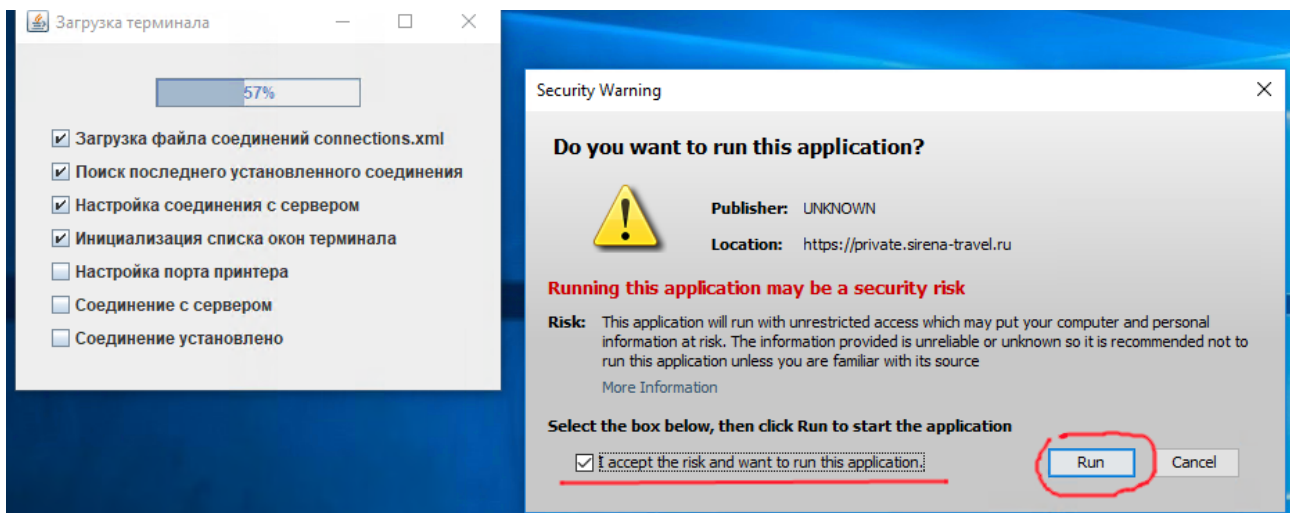 Загрузка терминала
57%
Загрузка файла соединений connections.xml
Поиск последнего установленного соединения
Настройка соединения с сервером
Инициализация списка окон терминала
Настройка порта принтера
Соединение с сервером
Соединение установлено
Security Warning
Do you want to run this application?
Publisher: UNKNOWN
Location: https://private.sirena-travel.ru
Running this application may be a security risk
Risk: This application will run with unrestricted access which may put your computer and personal
information at risk. The information provided is unreliable or unknown so it is recommended not to
run this application unless you are familiar with its source
More Information
Select the box below, then click Run to start the application
I accept the risk and want to run this application.
Run
Cancel